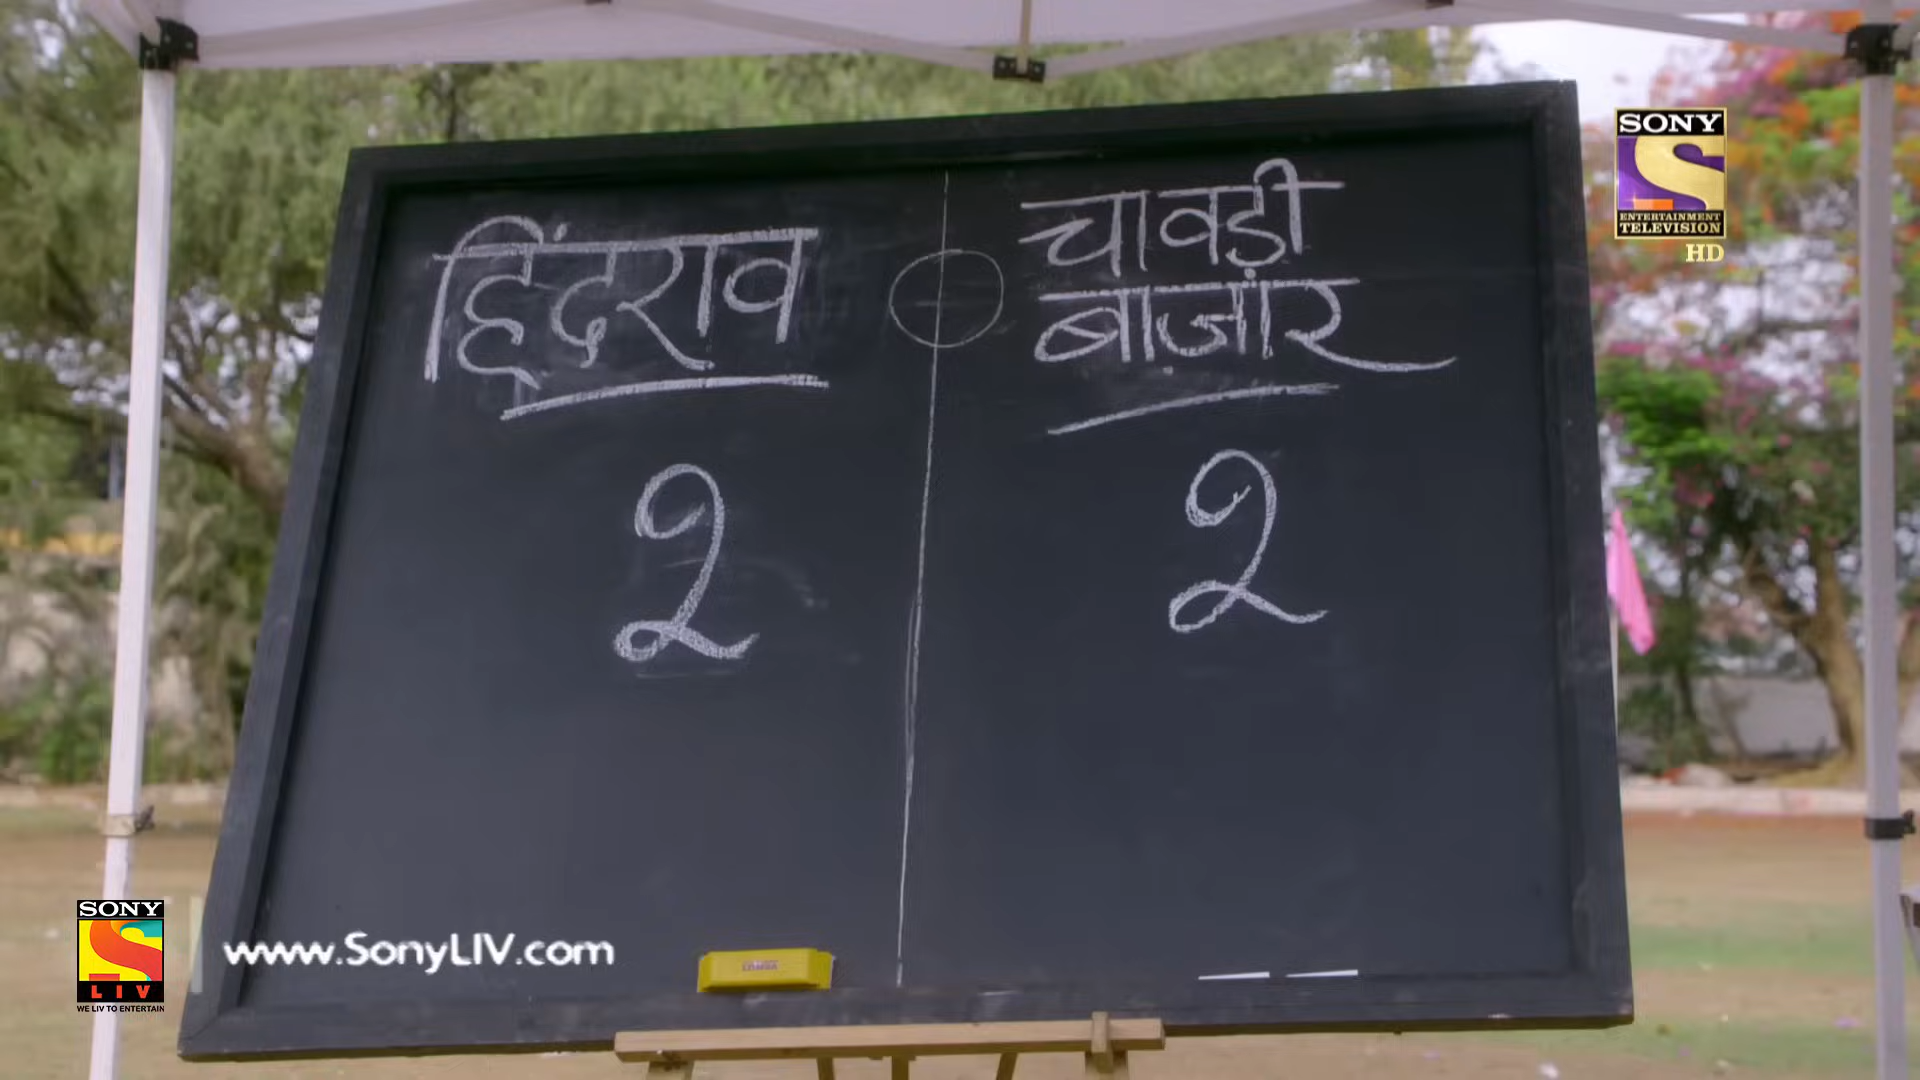 हिंदराव
चावडी
बाज़ार
2
2
SONY
ENTERTAINMENT
TELEVISION
HD
SONY
LIV
WE LIV TO ENTERTAIN
www.SonyLIV.com